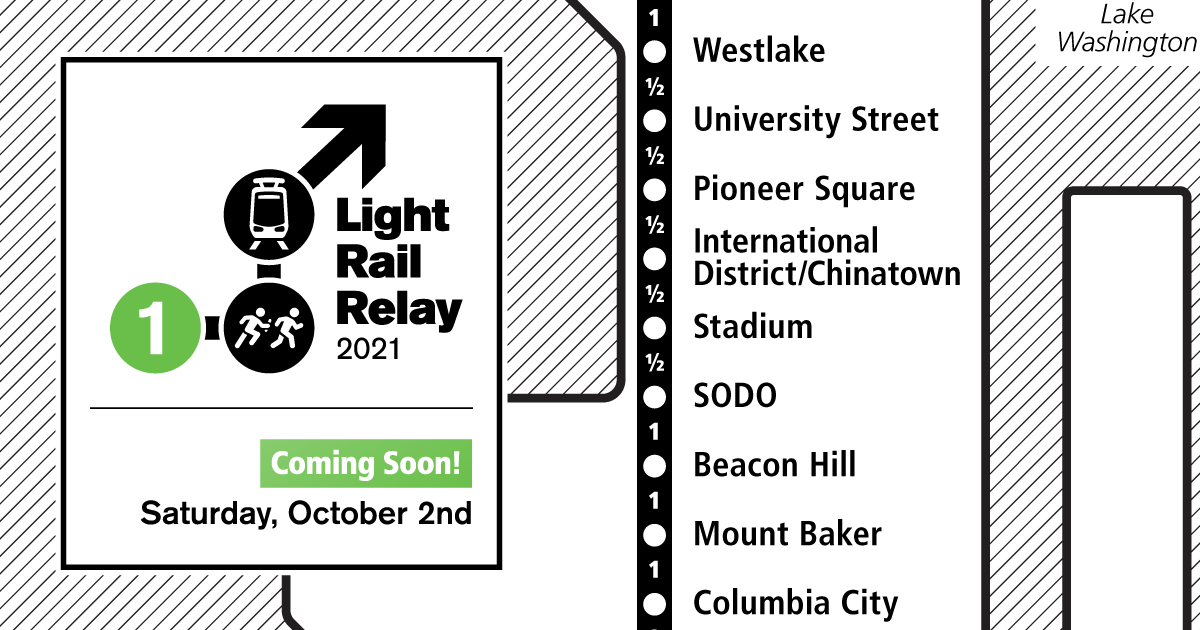 Light
Rail
Relay
2021
1
Coming Soon!
Saturday, October 2nd
1
Westlake
½
University Street
½
Pioneer Square
½
International
District/Chinatown
½
Stadium
½
SODO
1
Beacon Hill
1
Mount Baker
1
Columbia City
Lake
Washington